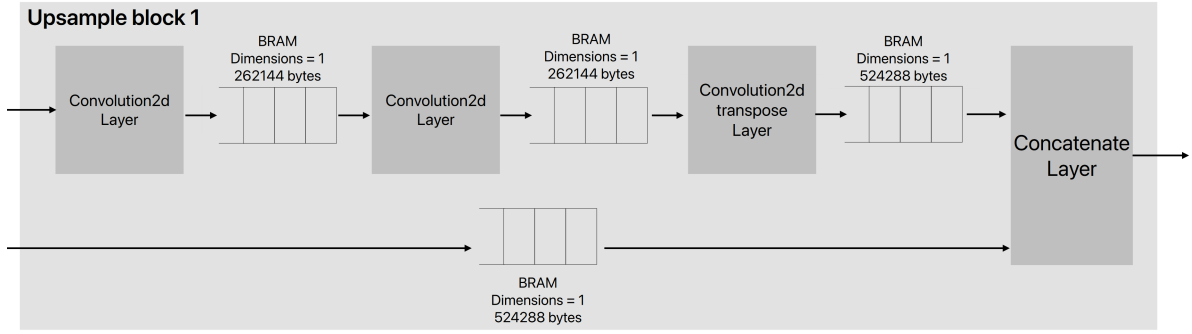 Upsample block 1
Convolution2d
Layer
BRAM
Dimensions = 1
262144 bytes
Convolution2d
Layer
BRAM
Dimensions = 1
262144 bytes
Convolution2d
transpose
Layer
BRAM
Dimensions = 1
524288 bytes
Concatenate
Layer
BRAM
Dimensions = 1
524288 bytes